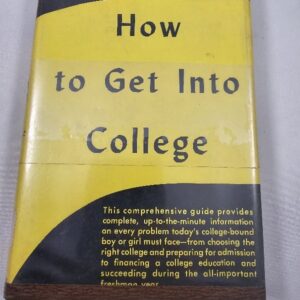 How
to Get Into
College
This comprehensive guide provides
complete, up-to-the-minute information
on every problem today's college-bound
boy or girl must face—from choosing the
right college and preparing for admission
to financing a college education and
succeeding during the all-important
freshman year.